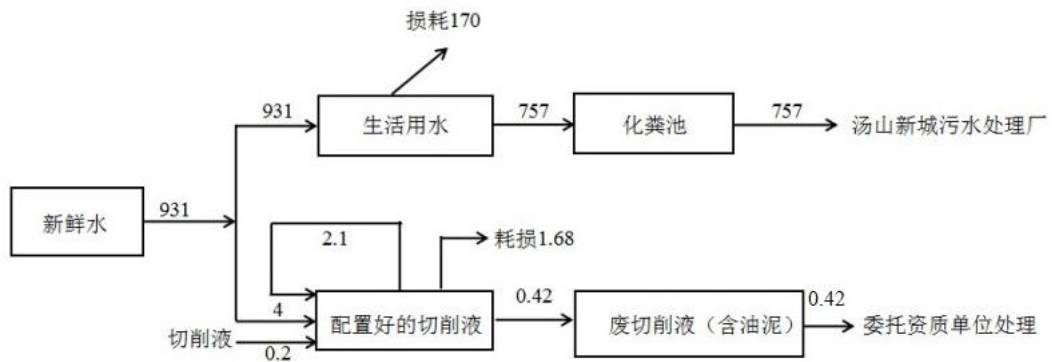 损耗170
931
生活用水
757
化粪池
757
汤山新城污水处理厂
新鲜水
931
2.1
耗损1.68
4
配置好的切削液
0.42
废切削液（含油泥）
0.42
委托资质单位处理
切削液
0.2